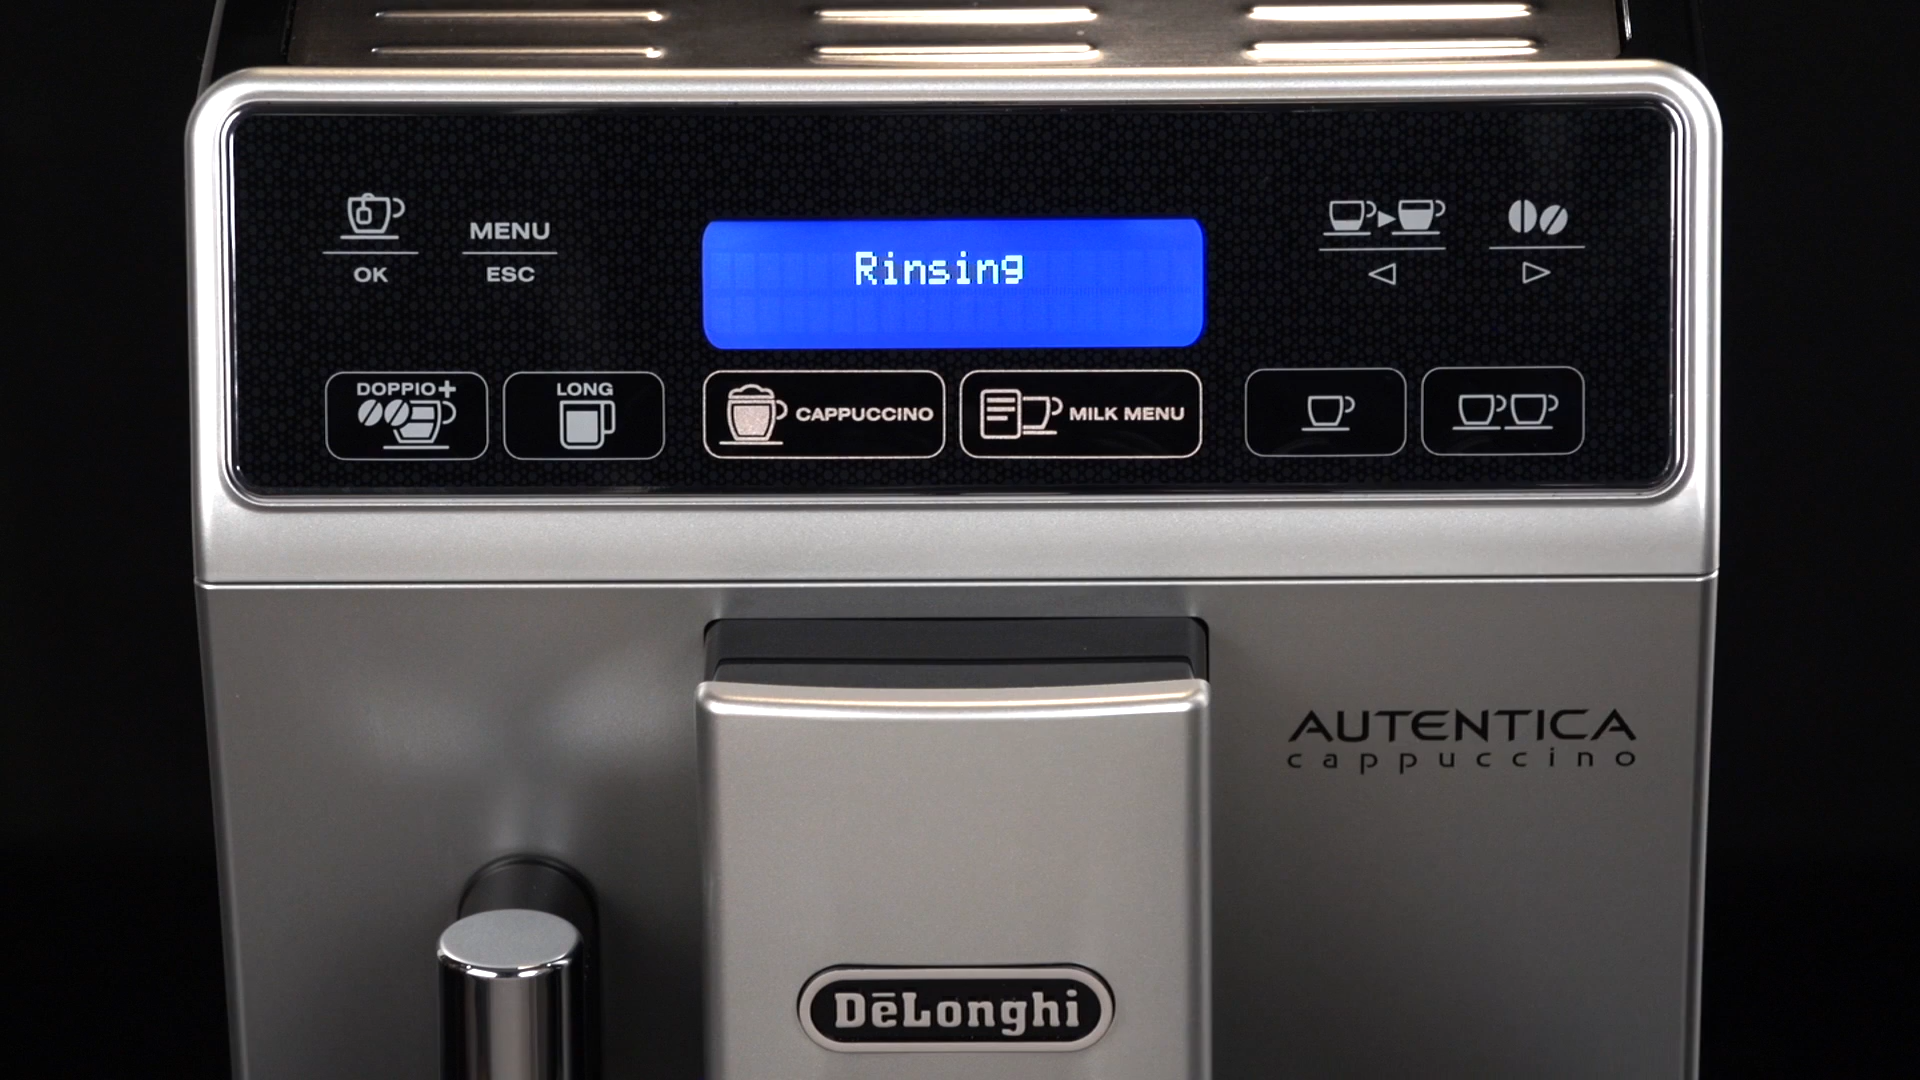 MENU
OK
ESC
Rinsing
DOPPIO+
LONG
CAPPUCCINO
MILK MENU
AUTENTICA
cappuccino
DēLonghi